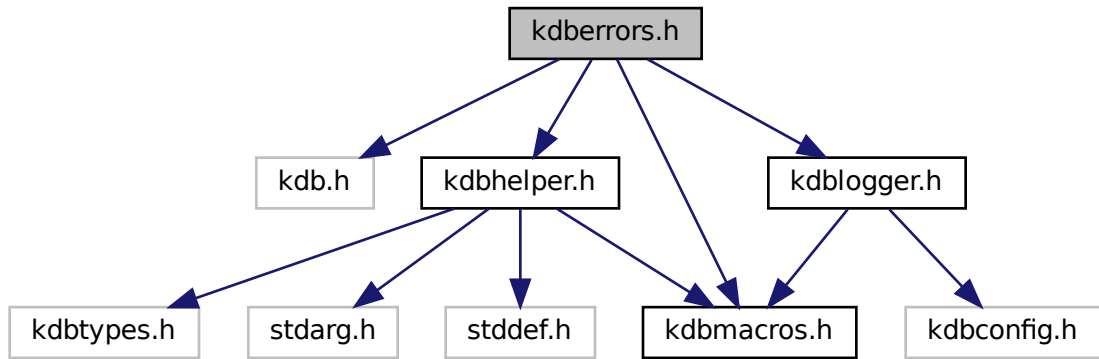 kdberrors.h
kdb.h
kdbhelper.h
kdblogger.h
kdbtypes.h
stdarg.h
stddef.h
kdbmacros.h
kdbconfig.h